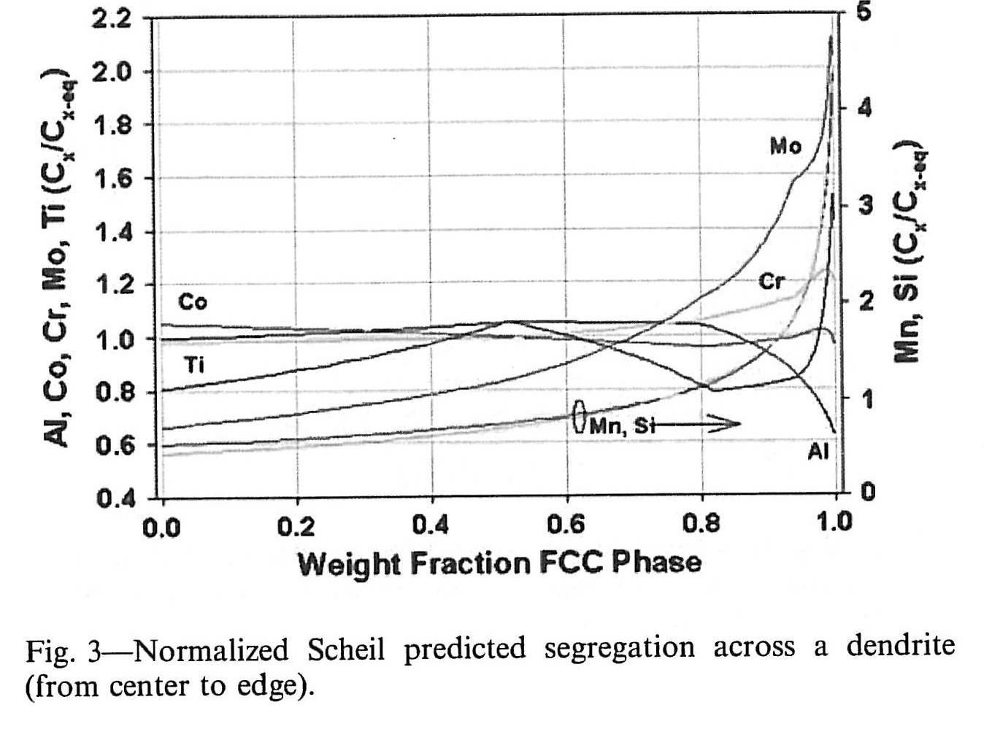 2.2
2.0
1.8
1.6
1.4
1.2
1.0
0.8
0.6
0.4
Al, Co, Cr, Mo, Ti (Cx/Cx-eq)
5
4
3
2
1
0
Mn, Si (Cx/Cx-eq)
Mo
Cr
Co
Ti
Mn, Si
Al
0.0 0.2 0.4 0.6 0.8 1.0
Weight Fraction FCC Phase
Fig. 3—Normalized Scheil predicted segregation across a dendrite
(from center to edge).